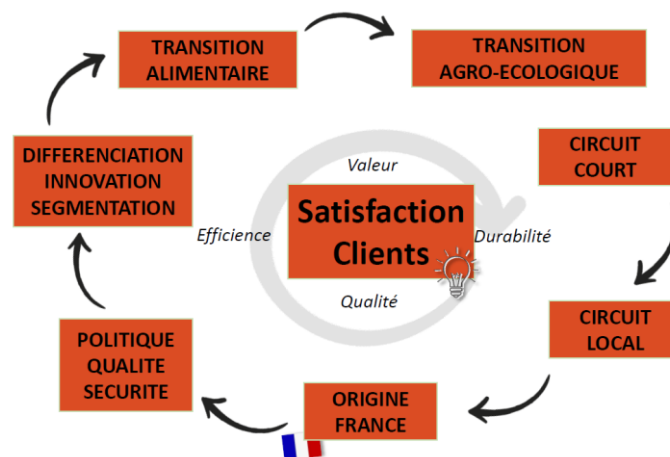 TRANSITION
ALIMENTAIRE
TRANSITION
AGRO-ECOLOGIQUE
DIFFERENCIATION
INNOVATION
SEGMENTATION
CIRCUIT
COURT
Valeur
Satisfaction
Clients
Efficience
Durabilité
Qualité
POLITIQUE
QUALITE
SECURITE
CIRCUIT
LOCAL
ORIGINE
FRANCE